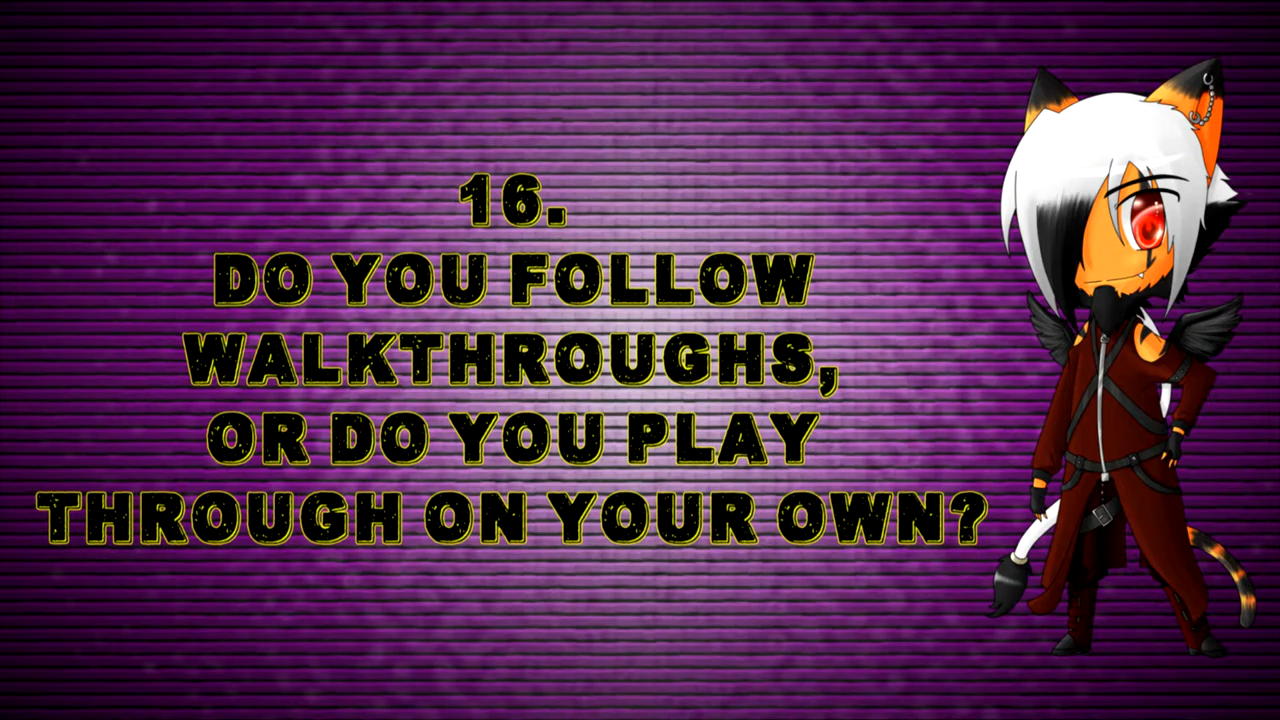 16.
DO YOU FOLLOW
WALKTHROUGHS,
OR DO YOU PLAY
THROUGH ON YOUR OWN?